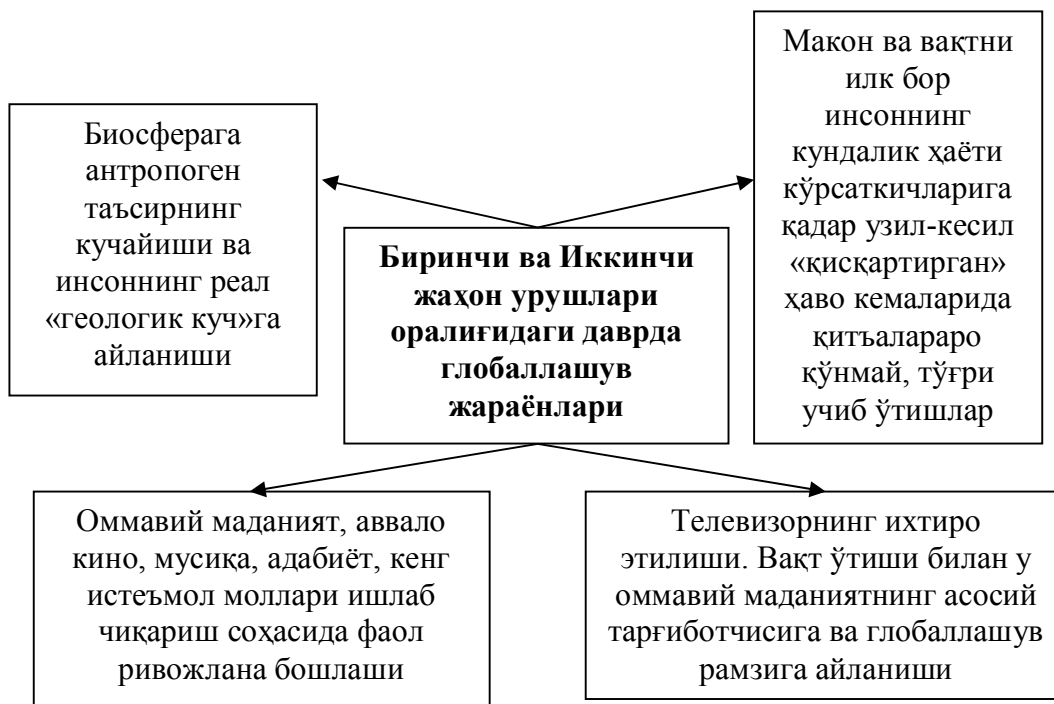 Биосферага
антропоген
таъсирнинг
кучайиши ва
инсоннинг реал
«геологик куч»га
айланиши
Макон ва вақтни
илк бор
инсоннинг
кундалик ҳаёти
кўрсаткичларига
қадар узил-кесил
«қисқартирган»
ҳаво кемаларида
қитъалараро
қўнмай, тўғри
учиб ўтишлар
Биринчи ва Иккинчи
жаҳон урушлари
оралиғидаги даврда
глобаллашув
жараёнлари
Оммавий маданият, аввало
кино, мусиқа, адабиёт, кенг
истеъмол моллари ишлаб
чиқариш соҳасида фаол
ривожлана бошлаши
Телевизорнинг ихтиро
этилиши. Вақт ўтиши билан у
оммавий маданиятнинг асосий
тарғиботчисига ва глобаллашув
рамзига айланиши